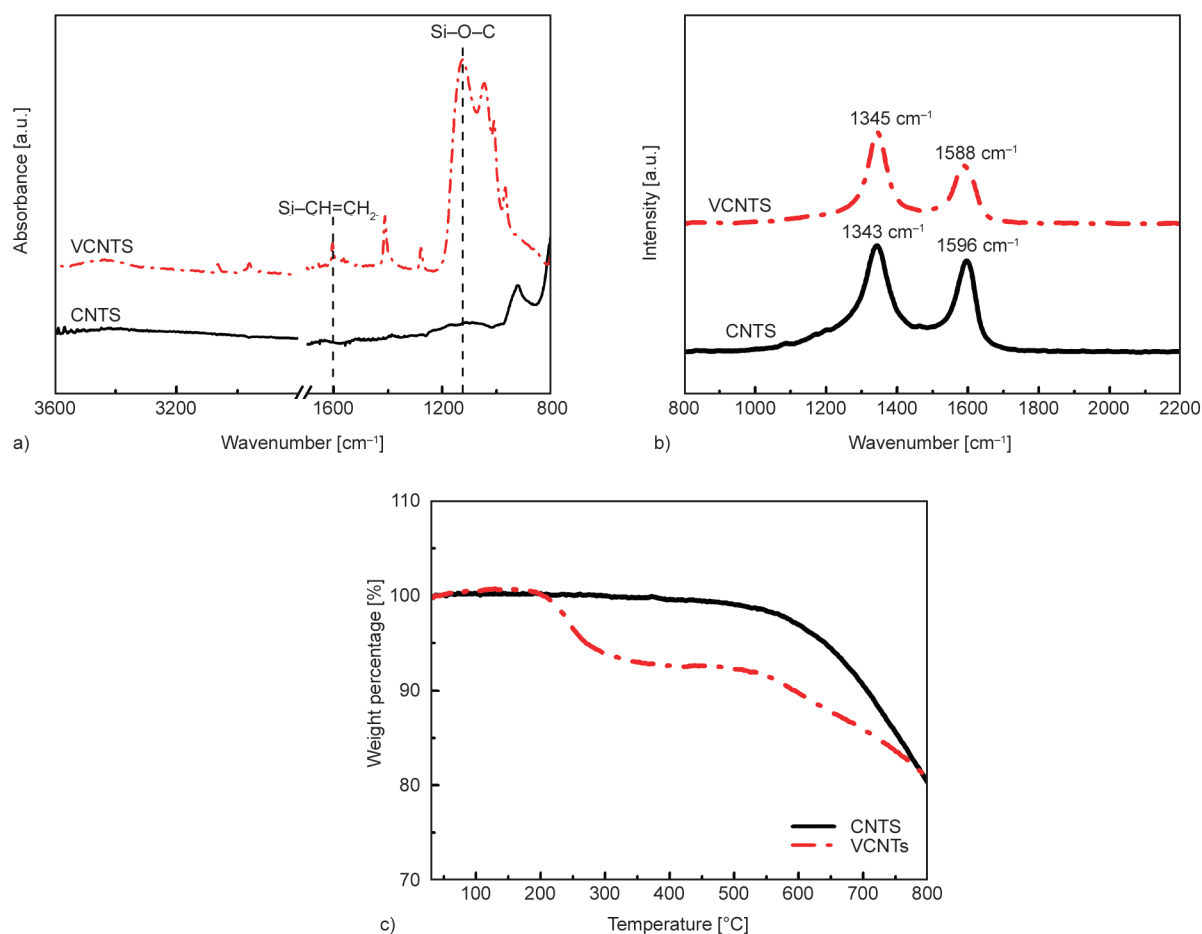 Si–O–C
Absorbance [a.u.]
Si–CH=CH2-
VCNTS
CNTS
3600 3200 1600 1200 800
Wavenumber [cm–1]
a)
1345 cm–1
1588 cm–1
Intensity [a.u.]
VCNTS
1343 cm–1
1596 cm–1
CNTS
800 1000 1200 1400 1600 1800 2000 2200
Wavenumber [cm–1]
b)
110
100
90
80
70
Weight percentage [%]
CNTS
VCNTs
100 200 300 400 500 600 700 800
Temperature [°C]
c)